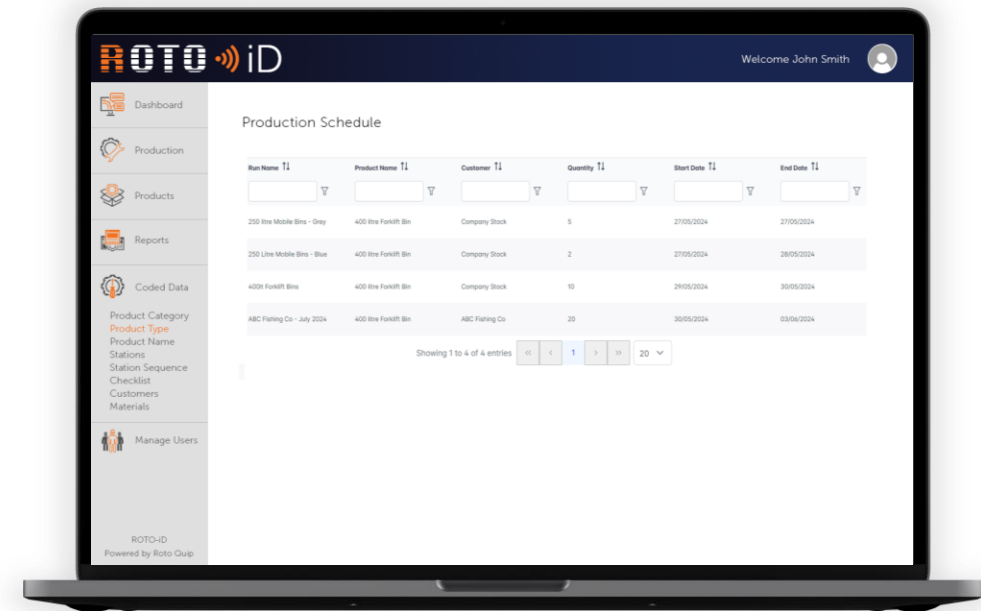 ROTO iD
Welcome John Smith
Dashboard
Production
Products
Reports
Coded Data
Product Category
Product Type
Product Name
Stations
Station Sequence
Checklist
Customers
Materials
Manage Users
ROTO-iD
Powered by Roto Quip
Production Schedule
Run Name Product Name Customer Quantity Start Date End Date
250 litre Mobile Bins - Grey 400 litre Forklift Bin Company Stock 5 27/05/2024 27/05/2024
250 Litre Mobile Bins - Blue 400 litre Forklift Bin Company Stock 2 27/05/2024 28/05/2024
400lt Forklift Bins 400 litre Forklift Bin Company Stock 10 29/05/2024 30/05/2024
ABC Fishing Co - July 2024 400 litre Forklift Bin ABC Fishing Co 20 30/05/2024 03/06/2024
Showing 1 to 4 of 4 entries « ‹ 1 › » 20